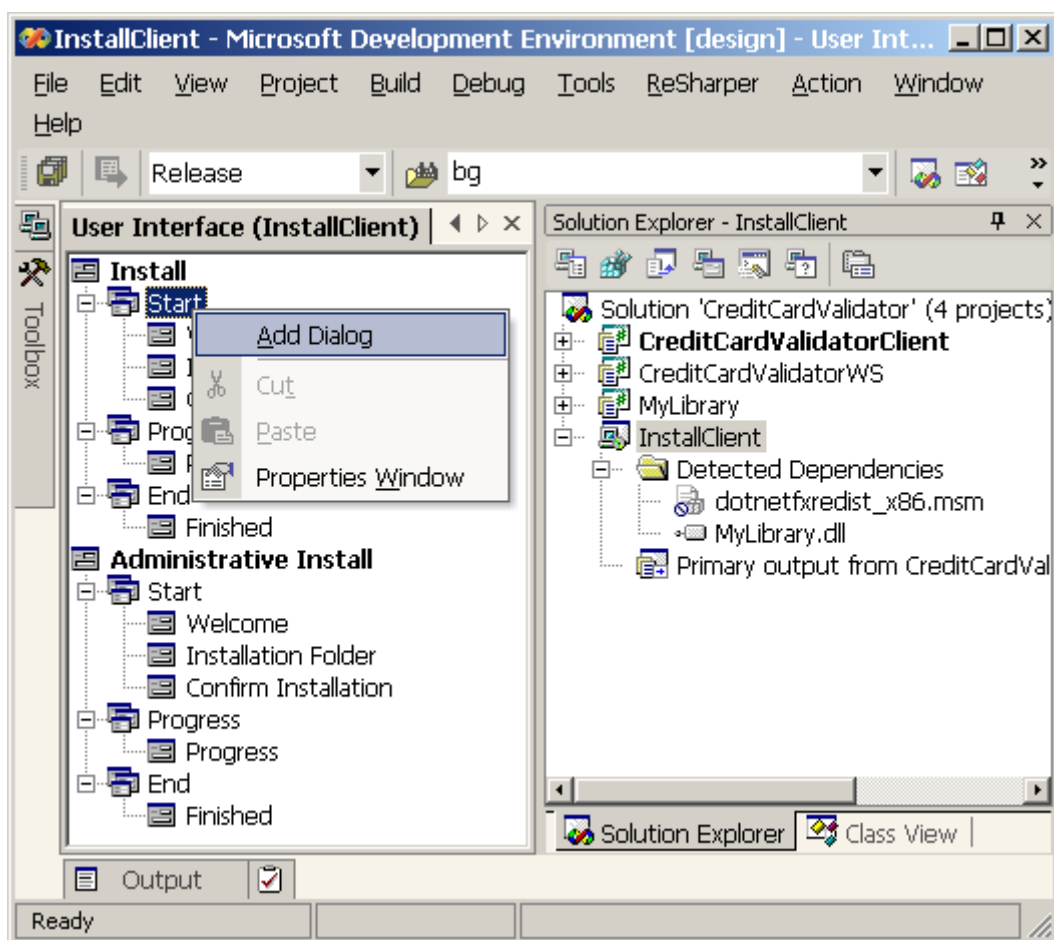 InstallClient - Microsoft Development Environment [design] - User Int...
File Edit View Project Build Debug Tools ReSharper Action Window
Help
Release bg
Toolbox
User Interface (InstallClient)
Install
Start
Add Dialog
Cut
Paste
Properties Window
End
Finished
Administrative Install
Start
Welcome
Installation Folder
Confirm Installation
Progress
Progress
End
Finished
Solution Explorer - InstallClient
Solution 'CreditCardValidator' (4 projects)
CreditCardValidatorClient
CreditCardValidatorWS
MyLibrary
InstallClient
Detected Dependencies
dotnetfxredist_x86.msm
MyLibrary.dll
Primary output from CreditCardVal
Solution Explorer Class View
Output
Ready